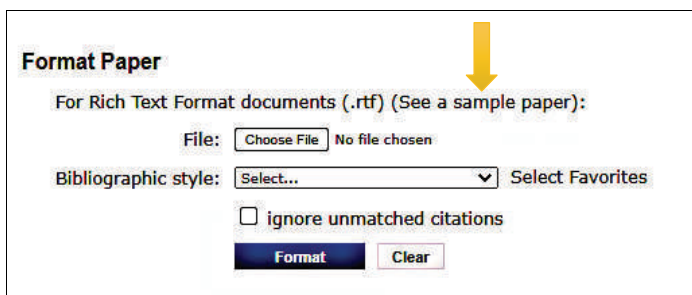 Format Paper
For Rich Text Format documents (.rtf) (See a sample paper):
File: Choose File No file chosen
Bibliographic style: Select... Select Favorites
ignore unmatched citations
Format Clear